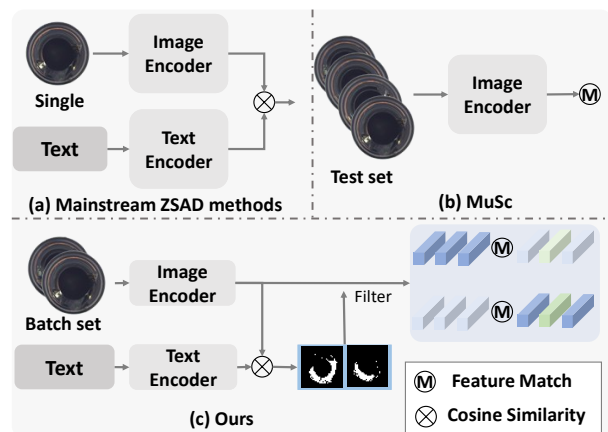 Single
Image
Encoder
Text
Text
Encoder
(a) Mainstream ZSAD methods
Test set
Image
Encoder
M
(b) MuSc
Batch set
Image
Encoder
Filter
Text
Text
Encoder
M
M
(c) Ours
M Feature Match
Cosine Similarity